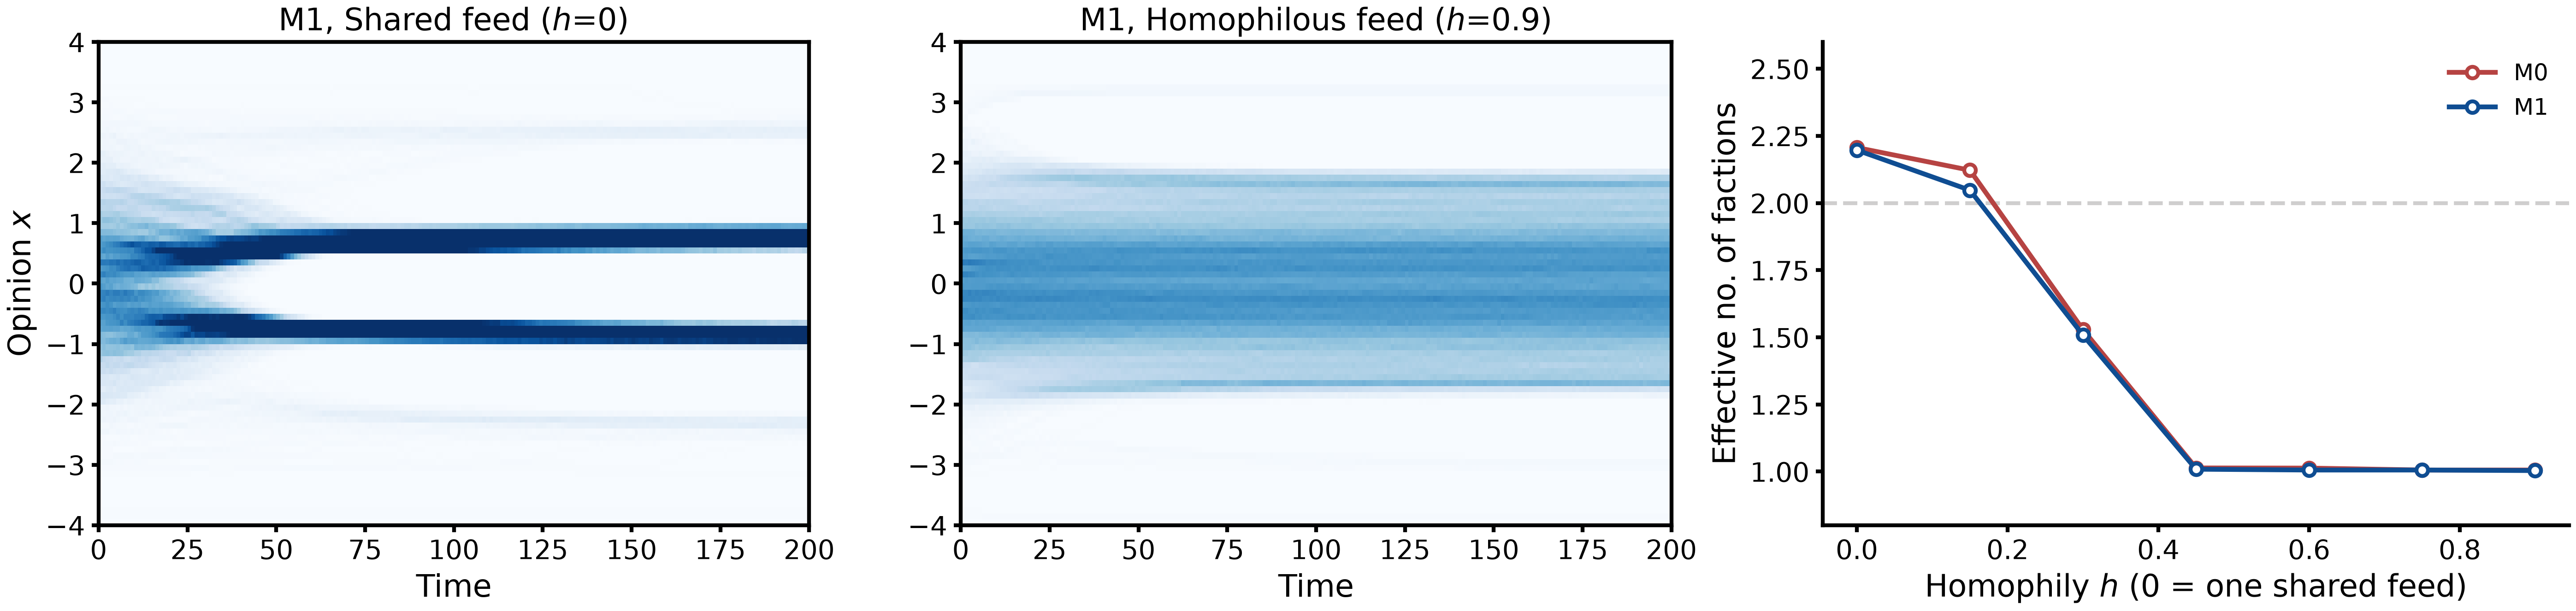 M1, Shared feed (h=0)
4
3
2
1
0
−1
−2
−3
−4
Opinion x
0 25 50 75 100 125 150 175 200
Time
M1, Homophilous feed (h=0.9)
4
3
2
1
0
−1
−2
−3
−4
0 25 50 75 100 125 150 175 200
Time
2.50
2.25
2.00
1.75
1.50
1.25
1.00
Effective no. of factions
M0
M1
0.0 0.2 0.4 0.6 0.8
Homophily h (0 = one shared feed)